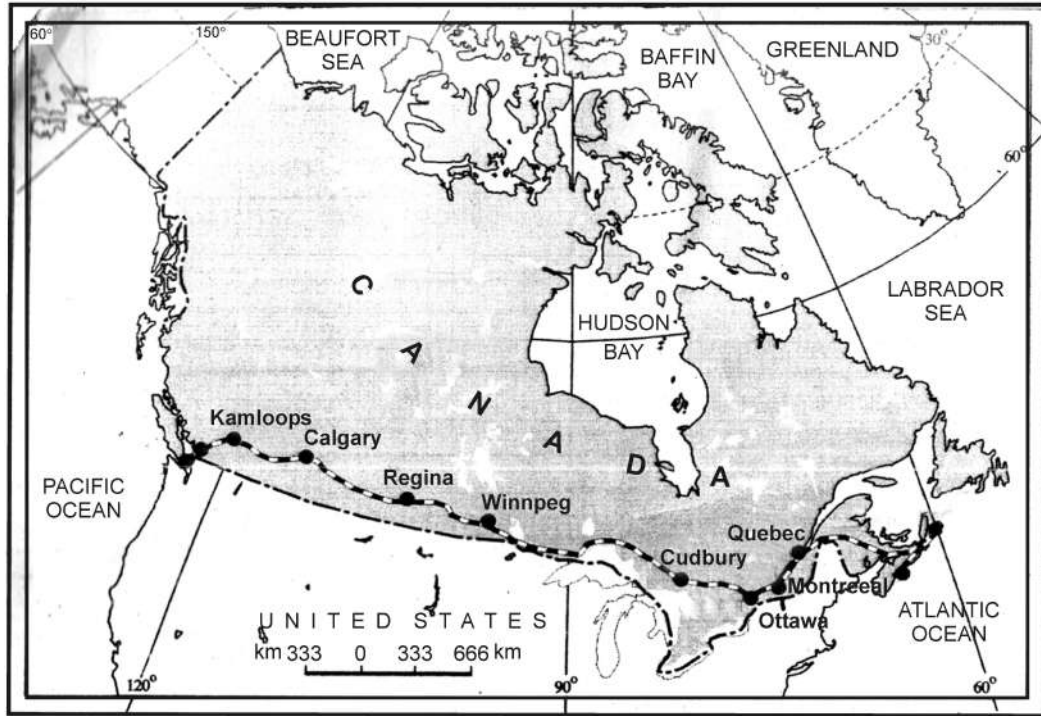 60°
150°
BEAUFORT
SEA
BAFFIN
BAY
GREENLAND
30°
60°
LABRADOR
SEA
HUDSON
BAY
C
A
N
A
D
A
Kamloops
Calgary
Regina
Winnpeg
PACIFIC
OCEAN
Quebec
Cudbury
Montreeal
Ottawa
ATLANTIC
OCEAN
UNITED STATES
km 333 0 333 666 km
120°
90°
60°